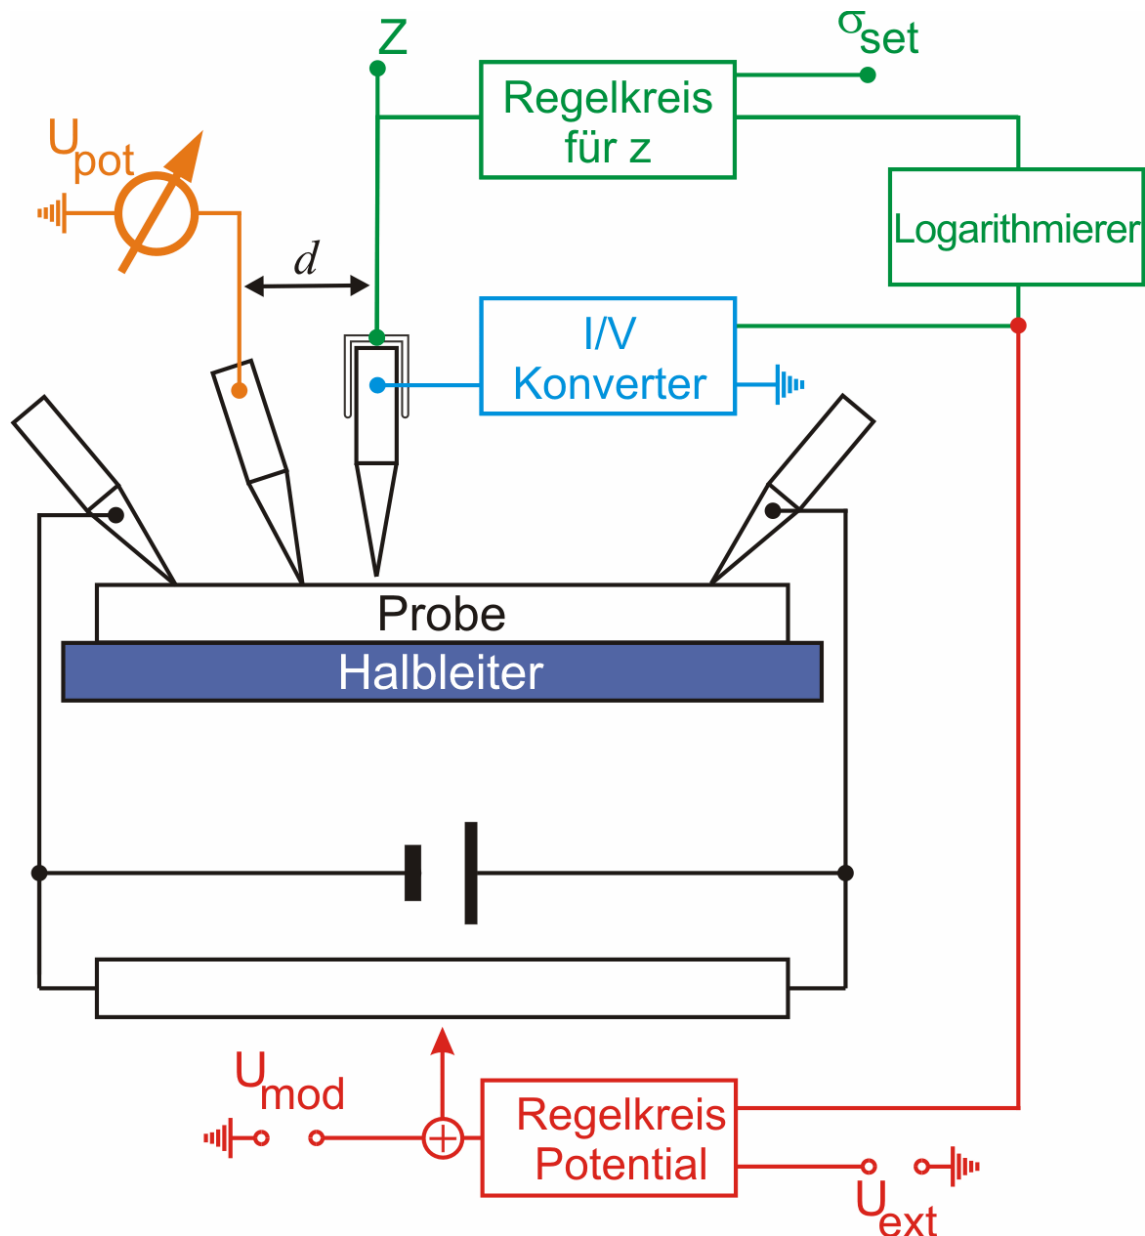 Z
σset
Regelkreis
für z
Upot
d
Logarithmierer
I/V
Konverter
Probe
Halbleiter
Umod
Regelkreis
Potential
Uext